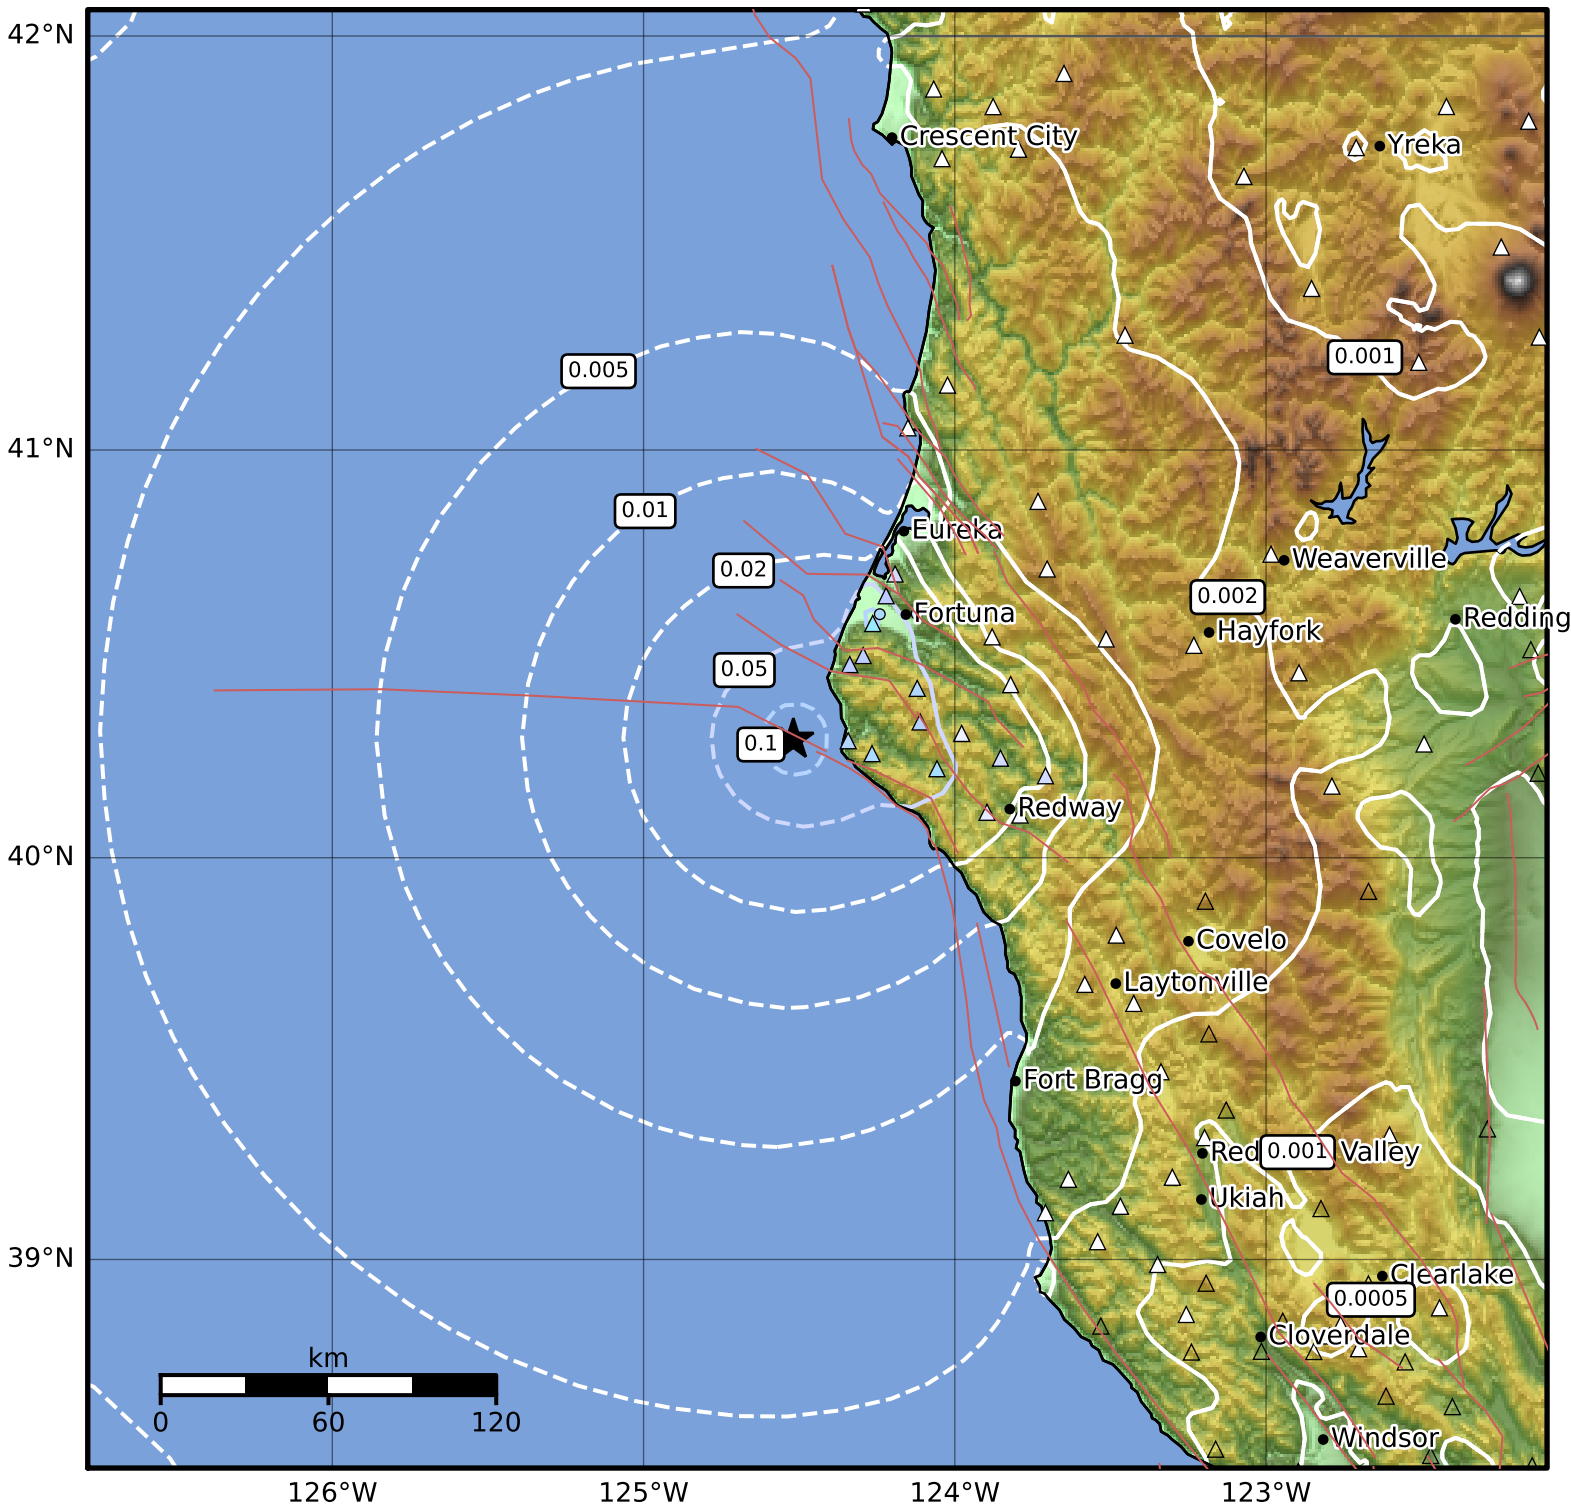 42°N
Crescent City
Yreka
0.001
0.005
41°N
0.01
Eureka
Weaverville
0.02
0.002
Fortuna
Hayfork
Redding
0.05
0.1
Redway
40°N
Covelo
Laytonville
Fort Bragg
Red 0.001 Valley
Ukiah
39°N
Clearlake
0.0005
Cloverdale
km
0 60 120
Windsor
126°W 125°W 124°W 123°W